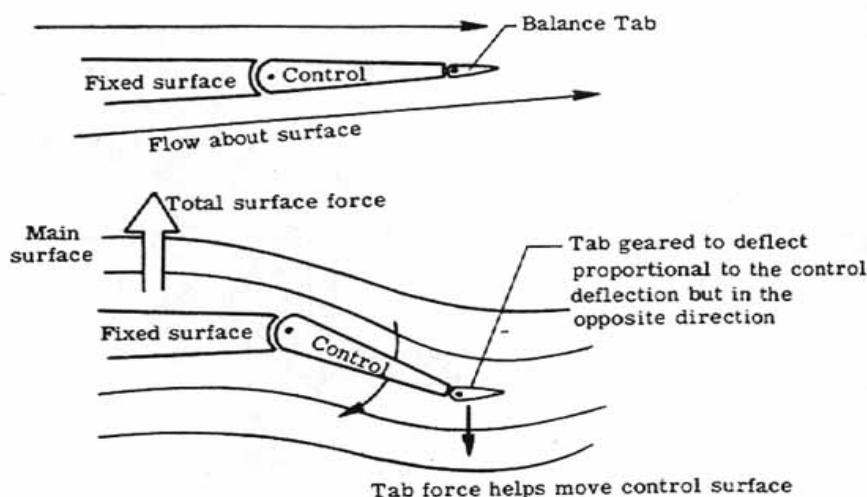 Balance Tab
Fixed surface
Control
Flow about surface
Total surface force
Main
surface
Tab geared to deflect
proportional to the control
deflection but in the
opposite direction
Fixed surface
Control
Tab force helps move control surface